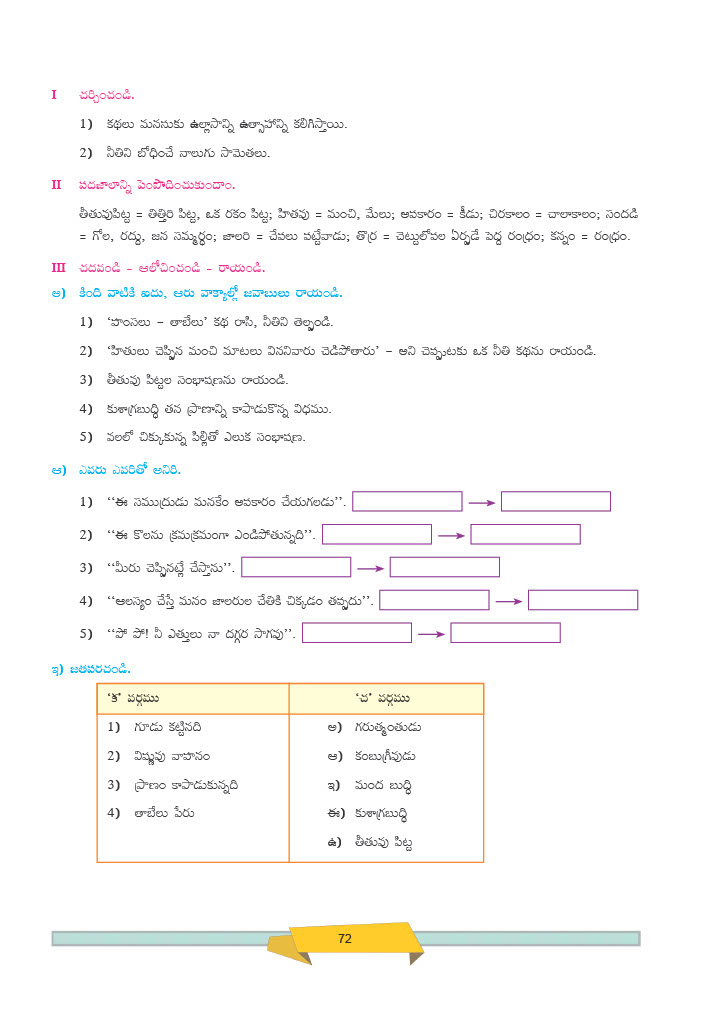 I చర్చించండి.
1) కథలు మనసుకు ఉల్లాసాన్ని ఉత్సాహాన్ని కలిగిస్తాయి.
2) నీతిని బోధించే నాలుగు సామెతలు.
II పదజాలాన్ని పెంపొదించుకుందాం.
తీతువుపిట్ట = తిత్తిరి పిట్ట, ఒక రకం పిట్ట; హితవు = మంచి, మేలు; అపకారం = కీడు; చిరకాలం = చాలాకాలం; సందడి
= గోల, రద్దు, జన సమ్మర్దం; జాలరి = చేపలు పట్టేవాడు; తొర్ర = చెట్టులోపల ఏర్పడే పెద్ద రంధ్రం; కన్నం = రంధ్రం.
III చదవండి - ఆలోచించండి - రాయండి.
అ) కింది వాటికి ఐదు, ఆరు వాక్యాల్లో జవాబులు రాయండి.
1) ‘హంసలు - తాబేలు’ కథ రాసి, నీతిని తెల్పండి.
2) ‘హితులు చెప్పిన మంచి మాటలు విననివారు చెడిపోతారు’ - అని చెప్పుటకు ఒక నీతి కథను రాయండి.
3) తీతువు పిట్టల సంభాషణను రాయండి.
4) కుశాగ్రబుద్ధి తన ప్రాణాన్ని కాపాడుకొన్న విధము.
5) వలలో చిక్కుకున్న పిల్లితో ఎలుక సంభాషణ.
ఆ) ఎవరు ఎవరితో అనిరి.
1) ‘‘ఈ సముద్రుడు మనకేం అపకారం చేయగలడు’’.
2) ‘‘ఈ కొలను క్రమక్రమంగా ఎండిపోతున్నది’’.
3) ‘‘మీరు చెప్పినట్లే చేస్తాను’’.
4) ‘‘ఆలస్యం చేస్తే మనం జాలరుల చేతికి చిక్కడం తప్పదు’’.
5) ‘‘పో పో! నీ ఎత్తులు నా దగ్గర సాగవు’’.
ఇ) జతపరచండి.
‘క’ వర్గము ‘చ’ వర్గము
1) గూడు కట్టినది అ) గరుత్మంతుడు
2) విష్ణువు వాహనం ఆ) కంబుగ్రీవుడు
3) ప్రాణం కాపాడుకున్నది ఇ) మంద బుద్ధి
4) తాబేలు పేరు ఈ) కుశాగ్రబుద్ధి
ఉ) తీతువు పిట్ట
72